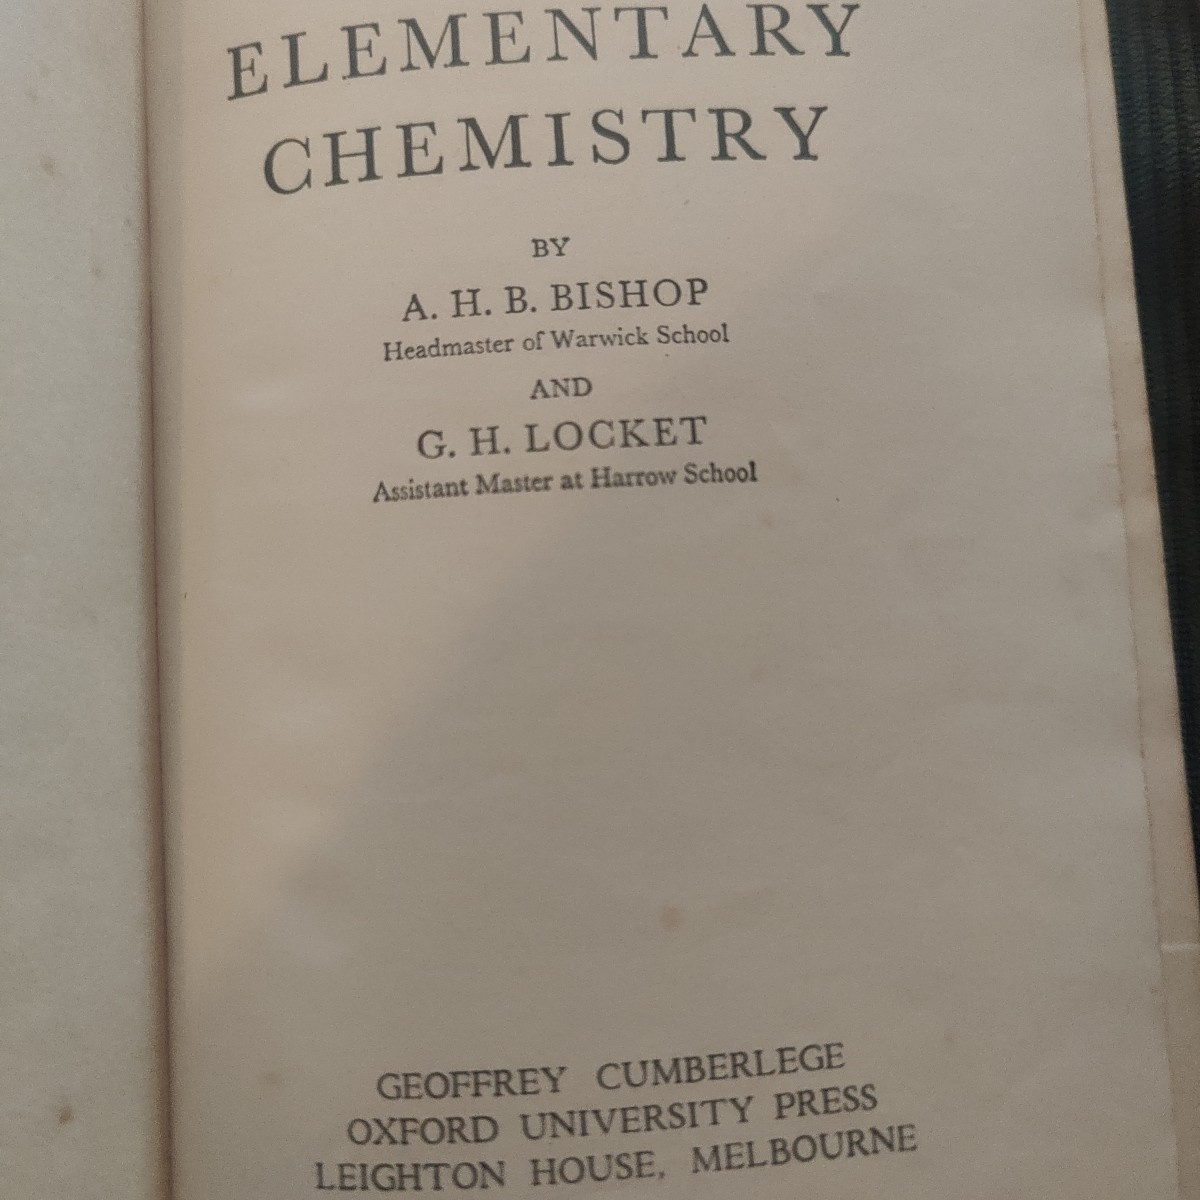 ELEMENTARY
CHEMISTRY
BY
A. H. B. BISHOP
Headmaster of Warwick School
AND
G. H. LOCKET
Assistant Master at Harrow School
GEOFFREY CUMBERLEGE
OXFORD UNIVERSITY PRESS
LEIGHTON HOUSE, MELBOURNE